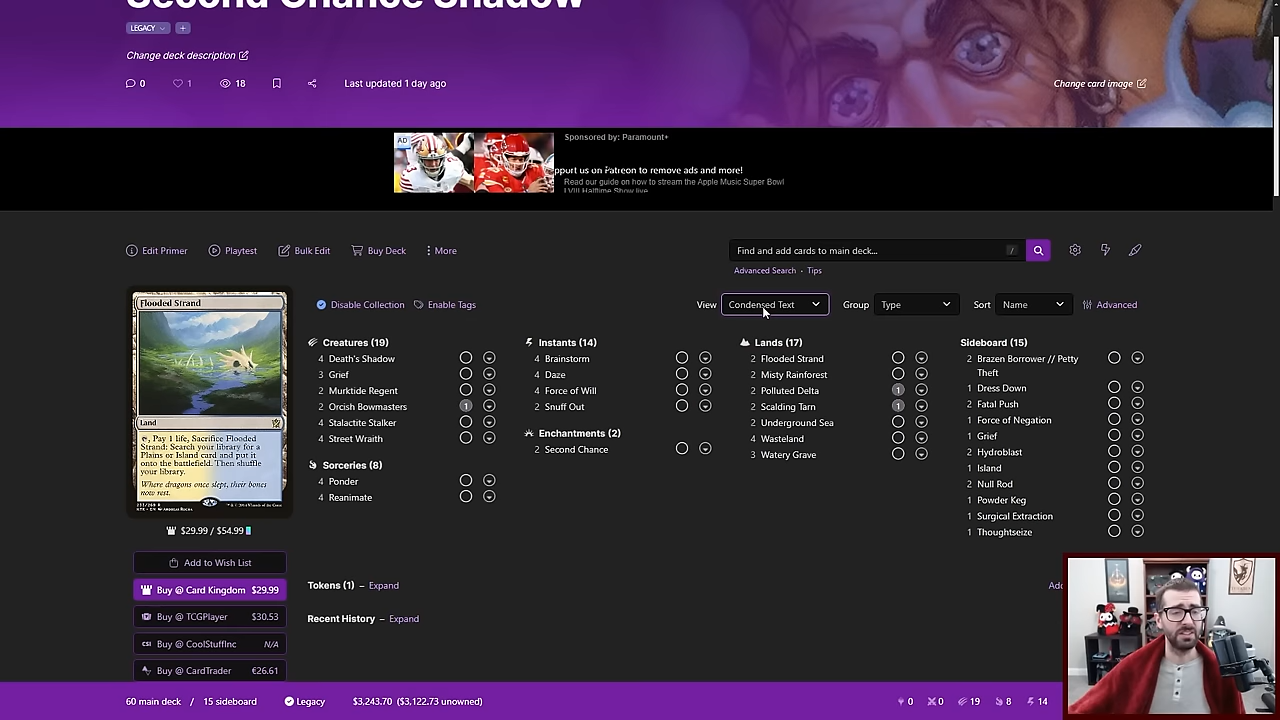 Second Chance Shadow
LEGACY
+
Change deck description
0
1
18
Last updated 1 day ago
Change card image
AD
Sponsored by: Paramount+
pport us on Patreon to remove ads and more!
Read our guide on how to stream the Apple Music Super Bowl
LVIII Halftime Show live
Edit Primer
Playtest
Bulk Edit
Buy Deck
More
Find and add cards to main deck...
/
Advanced Search · Tips
Flooded Strand
Land
, Pay 1 life, Sacrifice Flooded
Strand: Search your library for a
Plains or Island card and put it
onto the battlefield. Then shuffle
your library.
Where dragons once slept, their bones
now rest.
$29.99 / $54.99
Add to Wish List
Buy @ Card Kingdom $29.99
Buy @ TCGPlayer $30.53
CSI Buy @ CoolStuffInc N/A
Buy @ CardTrader €26.61
Disable Collection
Enable Tags
View Condensed Text
Group Type
Sort Name
Advanced
Creatures (19)
4 Death's Shadow
3 Grief
2 Murktide Regent
2 Orcish Bowmasters 1
4 Stalactite Stalker
4 Street Wraith
Sorceries (8)
4 Ponder
4 Reanimate
Instants (14)
4 Brainstorm
4 Daze
4 Force of Will
2 Snuff Out
Enchantments (2)
2 Second Chance
Lands (17)
2 Flooded Strand
2 Misty Rainforest
2 Polluted Delta 1
2 Scalding Tarn 1
2 Underground Sea
4 Wasteland
3 Watery Grave
Sideboard (15)
2 Brazen Borrower // Petty
Theft
1 Dress Down
2 Fatal Push
1 Force of Negation
1 Grief
2 Hydroblast
1 Island
2 Null Rod
1 Powder Keg
1 Surgical Extraction
1 Thoughtseize
Tokens (1) – Expand
Add
Recent History – Expand
60 main deck / 15 sideboard
Legacy
$3,243.70 ($3,122.73 unowned)
0
0
19
8
14